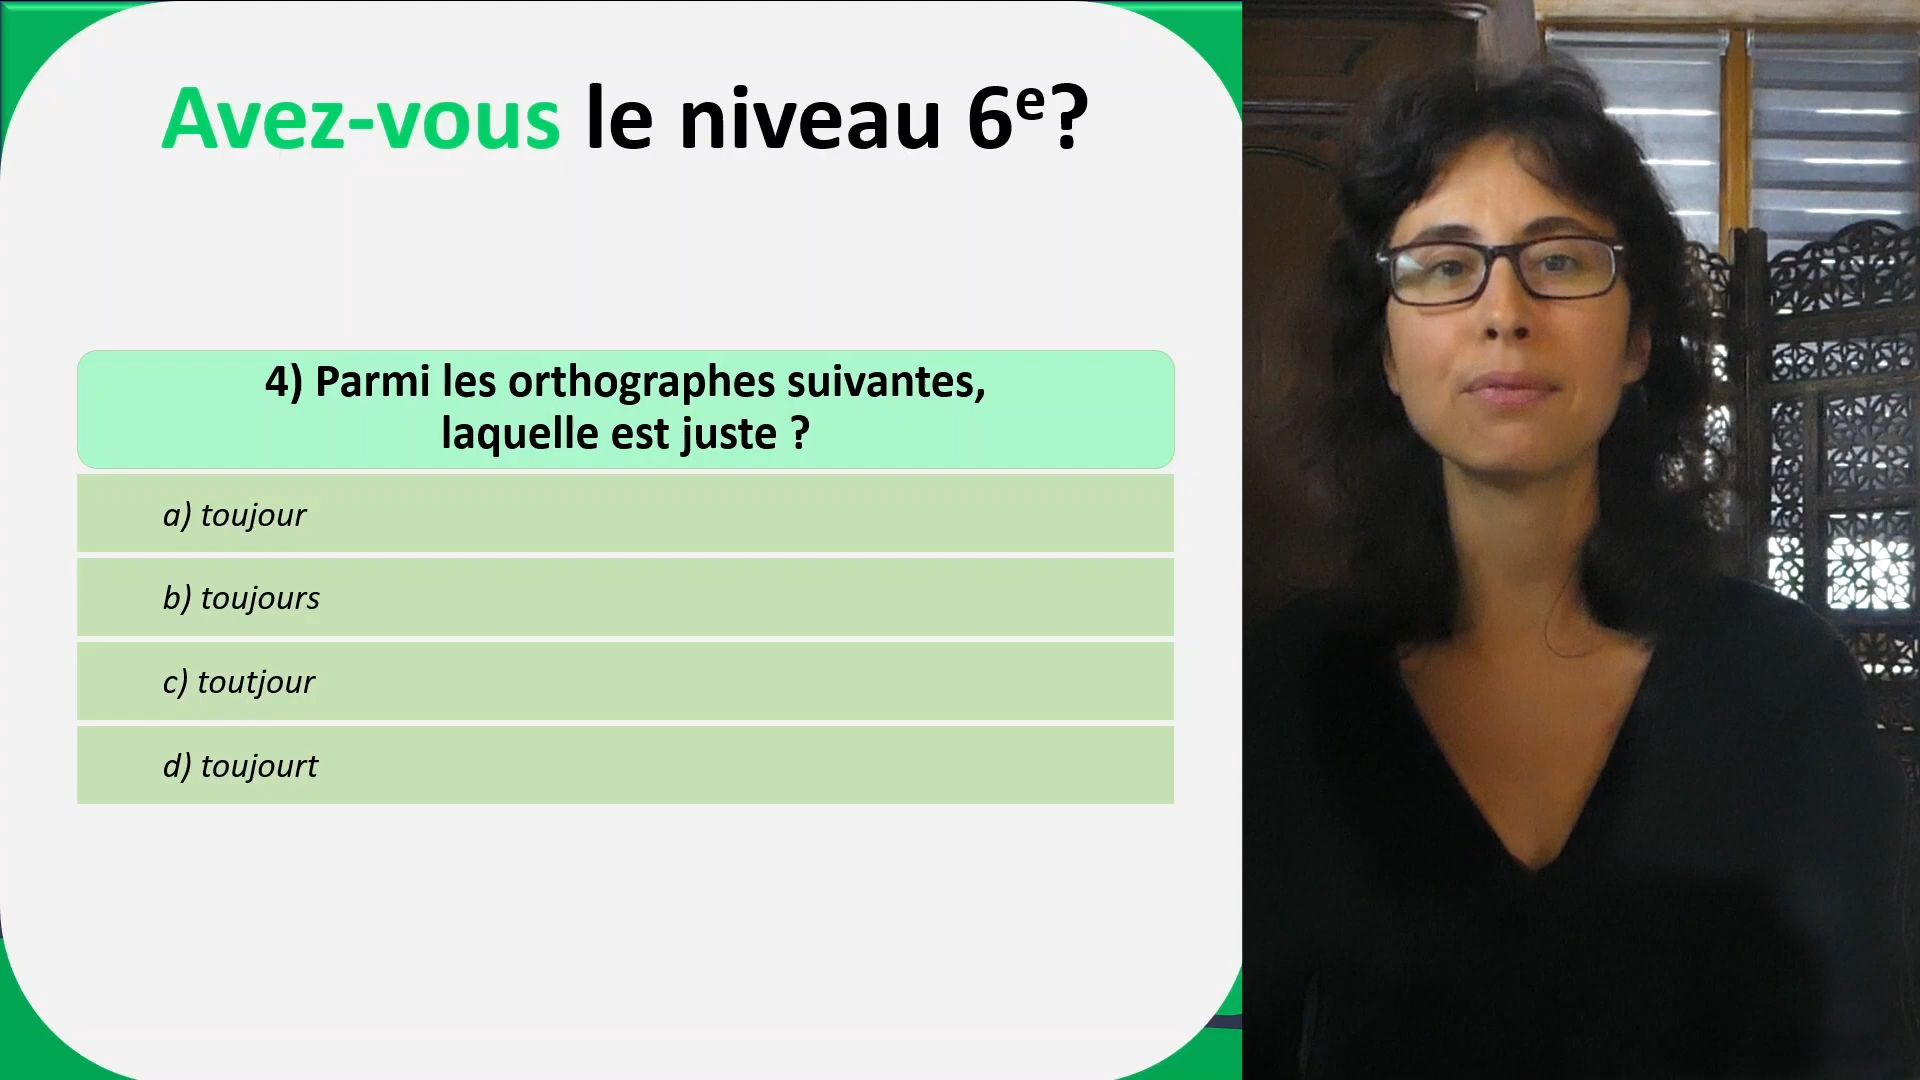 Avez-vous le niveau 6e?
4) Parmi les orthographes suivantes,
laquelle est juste ?
a) toujour
b) toujours
c) toutjour
d) toujourt